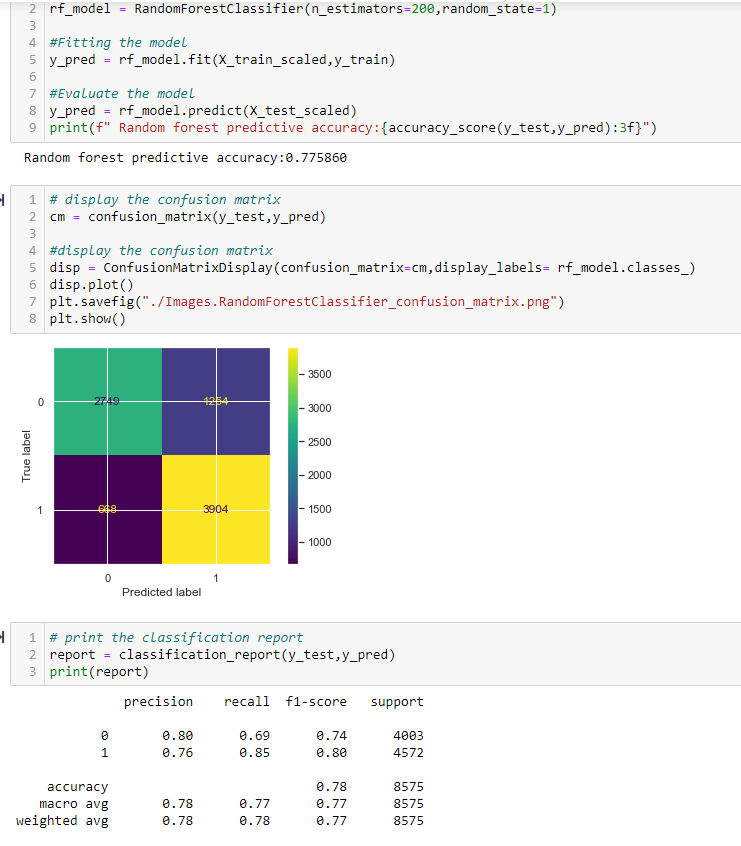 2 rf_model = RandomForestClassifier(n_estimators=200,random_state=1)
3
4 #Fitting the model
5 y_pred = rf_model.fit(X_train_scaled,y_train)
6
7 #Evaluate the model
8 y_pred = rf_model.predict(X_test_scaled)
9 print(f" Random forest predictive accuracy:{accuracy_score(y_test,y_pred):3f}")
Random forest predictive accuracy:0.775860
1 # display the confusion matrix
2 cm = confusion_matrix(y_test,y_pred)
3
4 #display the confusion matrix
5 disp = ConfusionMatrixDisplay(confusion_matrix=cm,display_labels= rf_model.classes_)
6 disp.plot()
7 plt.savefig("./Images.RandomForestClassifier_confusion_matrix.png")
8 plt.show()
True label
0 2749 1254
1 668 3904
0 1
Predicted label
3500
3000
2500
2000
1500
1000
1 # print the classification report
2 report = classification_report(y_test,y_pred)
3 print(report)
precision recall f1-score support
0 0.80 0.69 0.74 4003
1 0.76 0.85 0.80 4572
accuracy 0.78 8575
macro avg 0.78 0.77 0.77 8575
weighted avg 0.78 0.78 0.77 8575